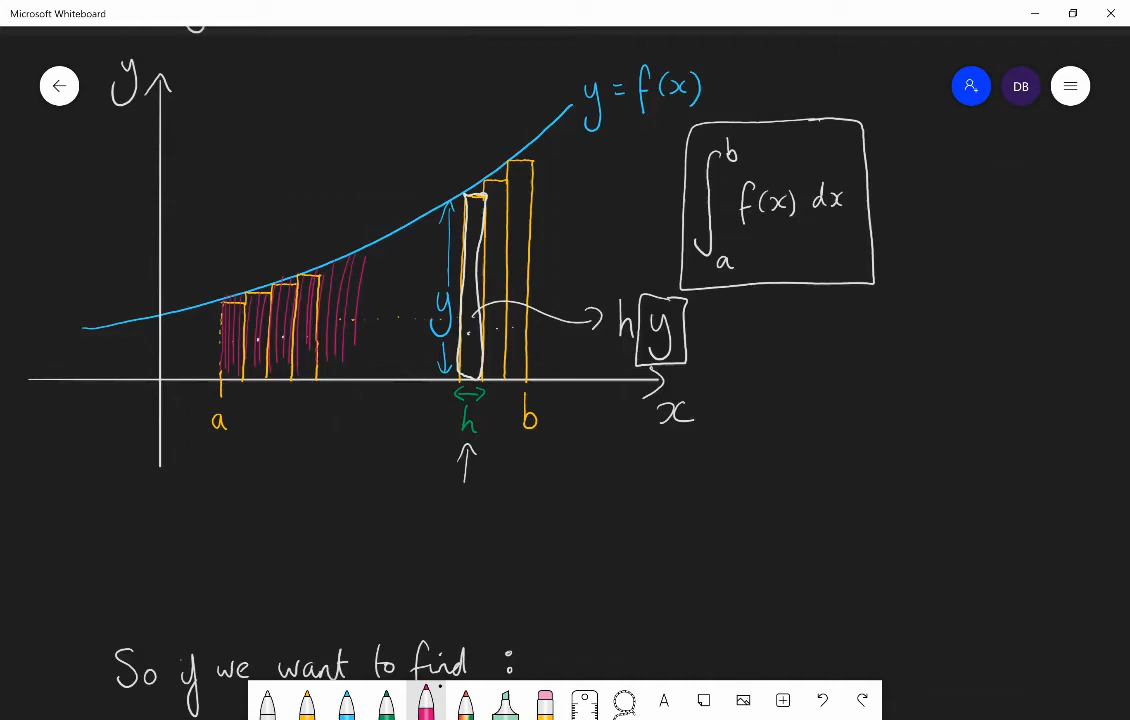 Microsoft Whiteboard
DB
y
y = f(x)
∫ₐᵇ f(x) dx
y
h y
a
h
b
x
So if we want to find :
A